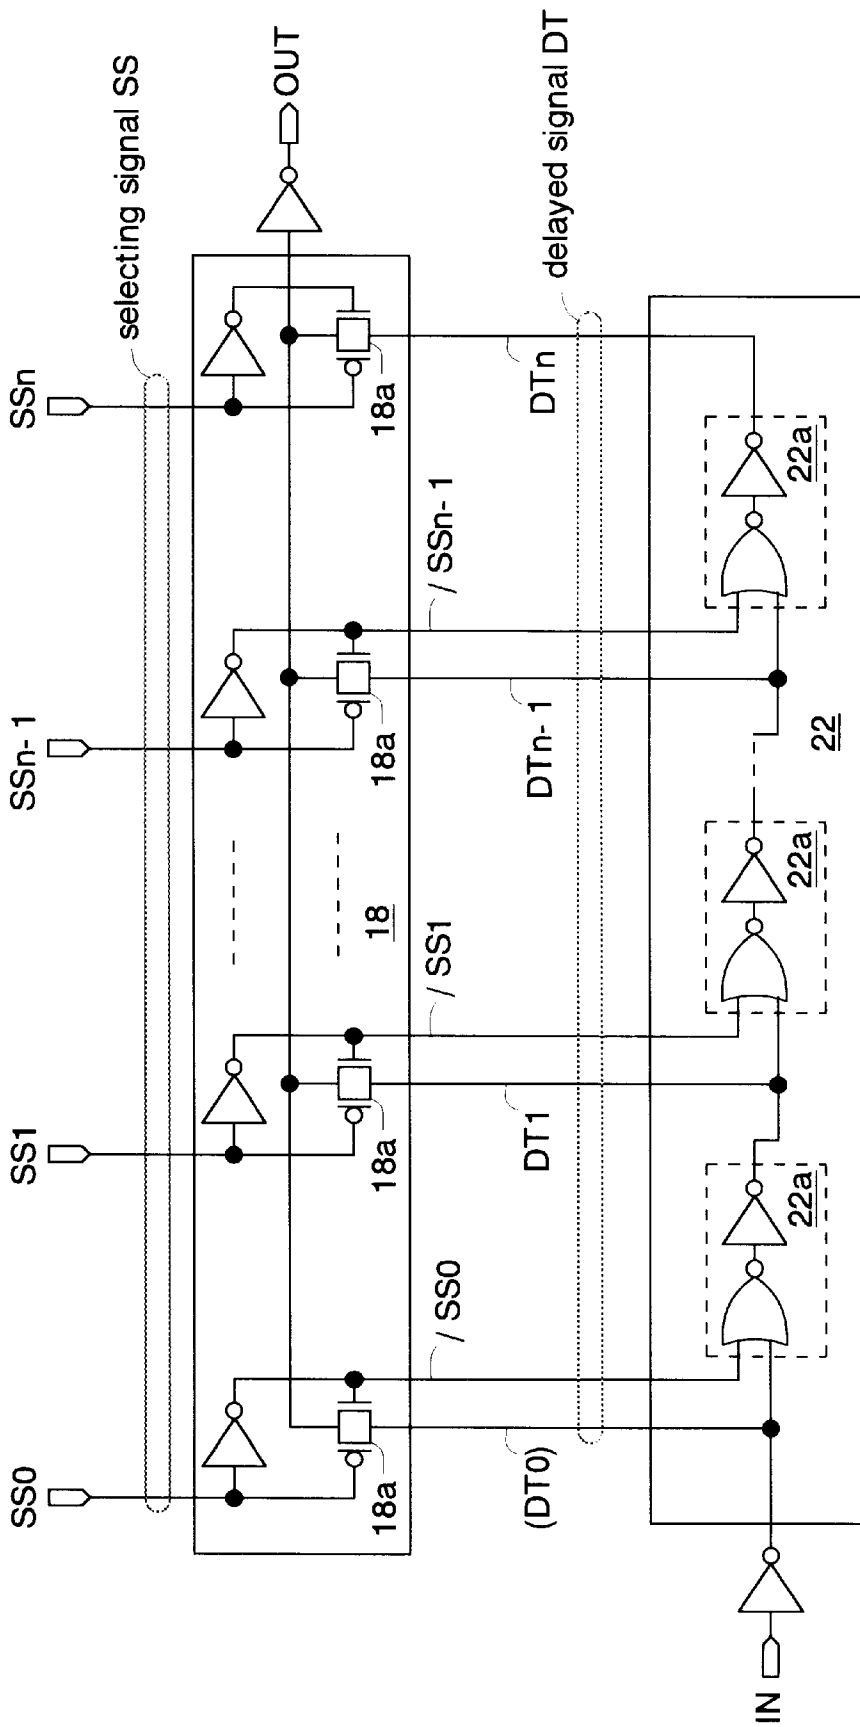 selecting signal SS
SS0
SS1
SSn-1
SSn
OUT
18a
18a
18a
18a
18
/ SS0
/ SS1
/ SSn-1
(DT0)
DT1
DTn-1
DTn
delayed signal DT
22a
22a
22a
22
IN